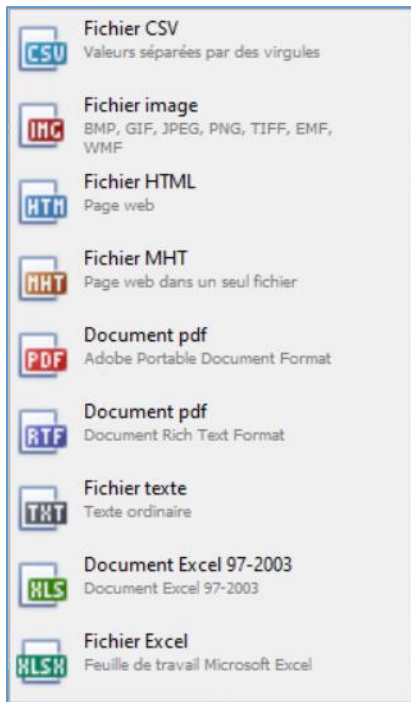 Fichier CSV
CSV
Valeurs séparées par des virgules
Fichier image
IMG
BMP, GIF, JPEG, PNG, TIFF, EMF,
WMF
Fichier HTML
HTM
Page web
Fichier MHT
MHT
Page web dans un seul fichier
Document pdf
PDF
Adobe Portable Document Format
Document pdf
RTF
Document Rich Text Format
Fichier texte
TXT
Texte ordinaire
Document Excel 97-2003
XLS
Document Excel 97-2003
Fichier Excel
XLSX
Feuille de travail Microsoft Excel